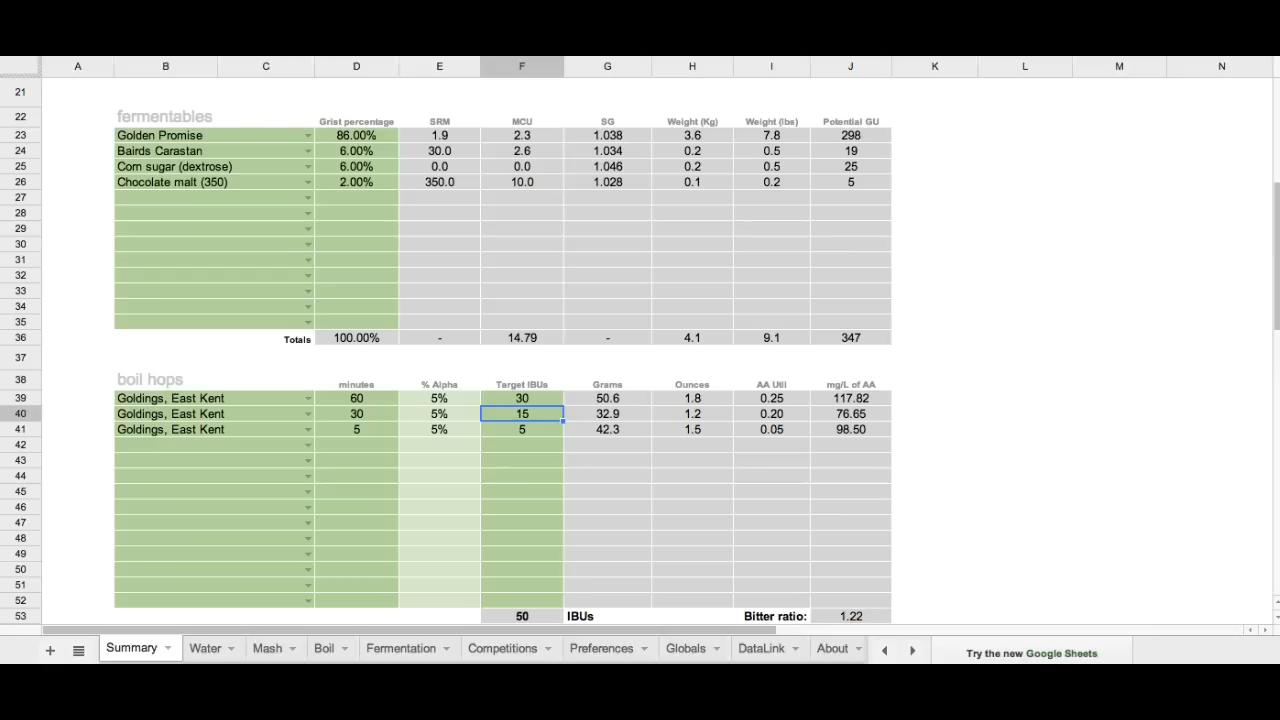 A B C D E F G H I J K L M N
21
22 fermentables Grist percentage SRM MCU SG Weight (Kg) Weight (lbs) Potential GU
23 Golden Promise 86.00% 1.9 2.3 1.038 3.6 7.8 298
24 Bairds Carastan 6.00% 30.0 2.6 1.034 0.2 0.5 19
25 Corn sugar (dextrose) 6.00% 0.0 0.0 1.046 0.2 0.5 25
26 Chocolate malt (350) 2.00% 350.0 10.0 1.028 0.1 0.2 5
27
28
29
30
31
32
33
34
35
36 Totals 100.00% - 14.79 - 4.1 9.1 347
37
38 boil hops minutes % Alpha Target IBUs Grams Ounces AA Util mg/L of AA
39 Goldings, East Kent 60 5% 30 50.6 1.8 0.25 117.82
40 Goldings, East Kent 30 5% 15 32.9 1.2 0.20 76.65
41 Goldings, East Kent 5 5% 5 42.3 1.5 0.05 98.50
42
43
44
45
46
47
48
49
50
51
52
53 50 IBUs Bitter ratio: 1.22
+ Summary Water Mash Boil Fermentation Competitions Preferences Globals DataLink About Try the new Google Sheets